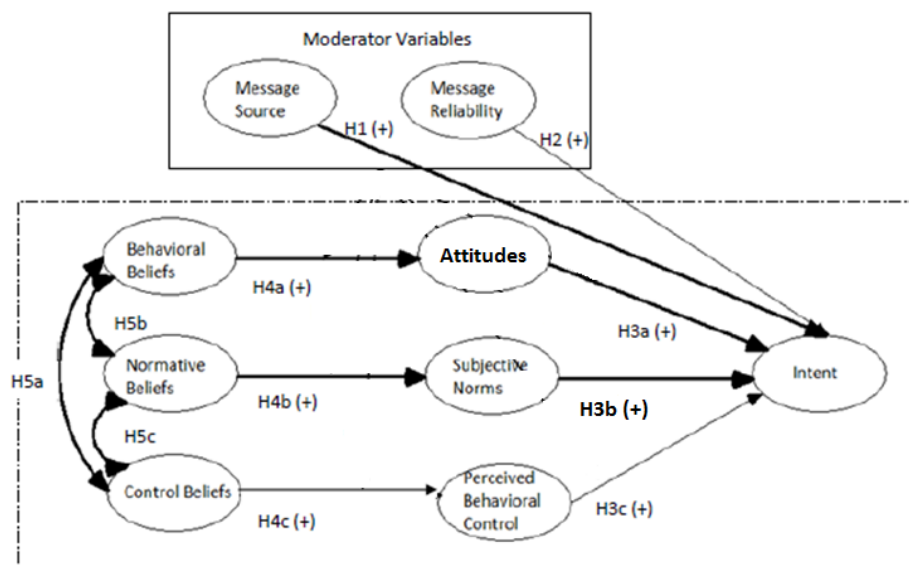 Moderator Variables
Message
Source
Message
Reliability
H1 (+)
H2 (+)
Behavioral
Beliefs
Attitudes
H4a (+)
H3a (+)
H5b
Normative
Beliefs
Subjective
Norms
Intent
H5a
H4b (+)
H3b (+)
H5c
Control Beliefs
Perceived
Behavioral
Control
H4c (+)
H3c (+)